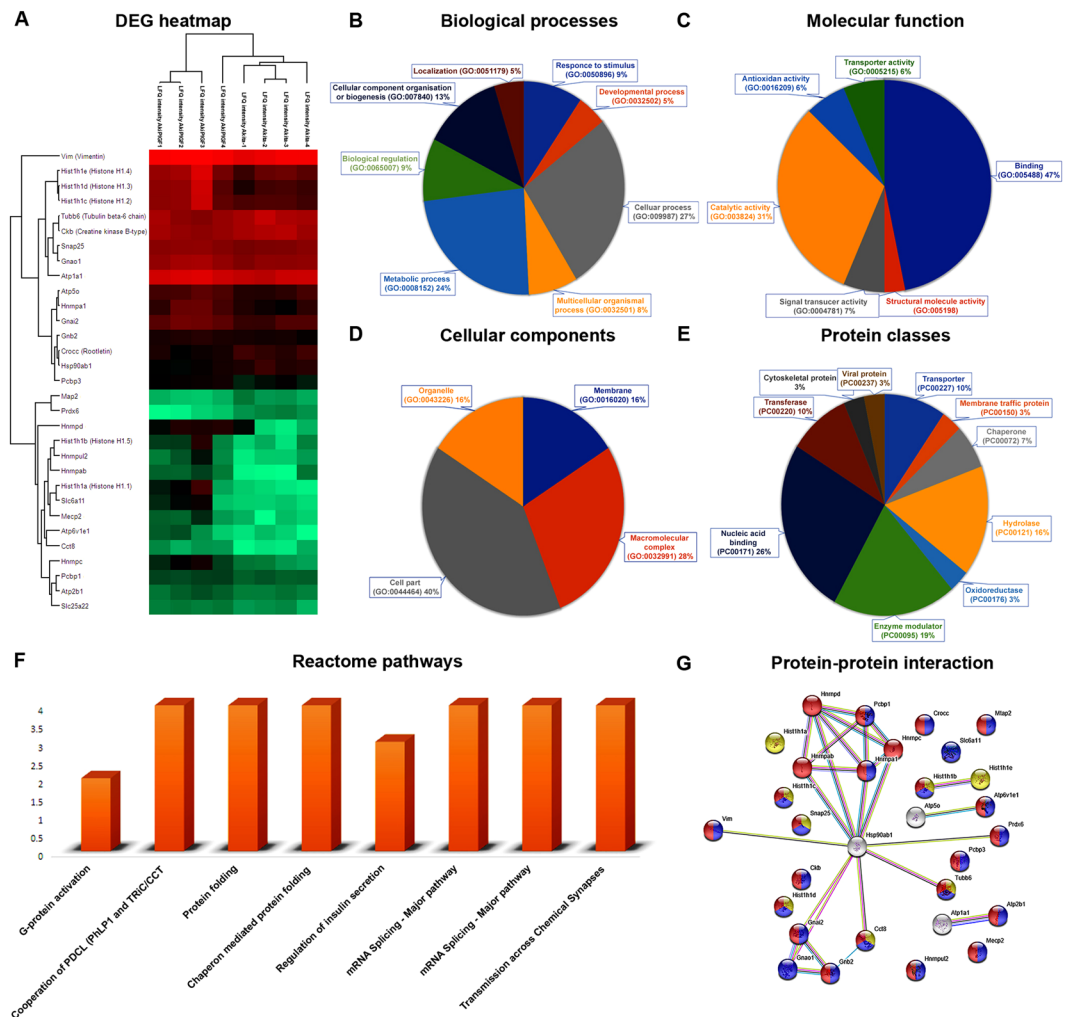 A
DEG heatmap
LFQ intensity Aki/PIGF1
LFQ intensity Aki/PIGF2
LFQ intensity Aki/PIGF3
LFQ intensity Akita-1
LFQ intensity Akita-2
LFQ intensity Akita-3
LFQ intensity Akita-4
Vim (Vimentin)
Hist1h1e (Histone H1.4)
Hist1h1d (Histone H1.3)
Hist1h1c (Histone H1.2)
Tubb6 (Tubulin beta-6 chain)
Ckb (Creatine kinase B-type)
Snap25
Gnao1
Atp1a1
Atp5o
Hnrnpa1
Gnai2
Gnb2
Crocc (Rootletin)
Hsp90ab1
Pcbp3
Map2
Prdx6
Hnrnpd
Hist1h1b (Histone H1.5)
Hnrnpul2
Hnrnpab
Hist1h1a (Histone H1.1)
Slc6a11
Mecp2
Atp6v1e1
Cct8
Hnrnpc
Pcbp1
Atp2b1
Slc25a22
B
Biological processes
Localization (GO:0051179) 5%
Responce to stimulus
(GO:0050896) 9%
Cellular component organisation
or biogenesis (GO:007840) 13%
Developmental process
(GO:0032502) 5%
Biological regulation
(GO:0065007) 9%
Celluar process
(GO:009987) 27%
Metabolic process
(GO:0008152) 24%
Multicellular organismal
process (GO:0032501) 8%
C
Molecular function
Transporter activity
(GO:0005215) 6%
Antioxidan activity
(GO:0016209) 6%
Binding
(GO:005488) 47%
Catalytic activity
(GO:003824) 31%
Signal transucer activity
(GO:0004781) 7%
Structural molecule activity
(GO:005198)
D
Cellular components
Organelle
(GO:0043226) 16%
Membrane
(GO:0016020) 16%
Macromolecular
complex
(GO:0032991) 28%
Cell part
(GO:0044464) 40%
E
Protein classes
Cytoskeletal protein
3%
Viral protein
(PC00237) 3%
Transporter
(PC00227) 10%
Transferase
(PC00220) 10%
Membrane traffic protein
(PC00150) 3%
Chaperone
(PC00072) 7%
Hydrolase
(PC00121) 16%
Nucleic acid
binding
(PC00171) 26%
Oxidoreductase
(PC00176) 3%
Enzyme modulator
(PC00095) 19%
F
Reactome pathways
4
3.5
3
2.5
2
1.5
1
0.5
0
G-protein activation
Cooperation of PDCL (PhLP1 and TRiC/CCT
Protein folding
Chaperon mediated protein folding
Regulation of insulin secretion
mRNA Splicing - Major pathway
mRNA Splicing - Major pathway
Transmission across Chemical Synapses
G
Protein-protein interaction
Hnrnpd
Pcbp1
Crocc
Mtap2
Hist1h1a
Hnrnpc
Slc6a11
Hnrnpab
Hnrnpa1
Hist1h1b
Hist1h1e
Hist1h1c
Atp5o
Atp6v1e1
Snap25
Vim
Hsp90ab1
Prdx6
Pcbp3
Ckb
Tubb6
Hist1h1d
Atp1a1
Atp2b1
Gnai2
Cct8
Mecp2
Gnao1
Gnb2
Hnrnpul2